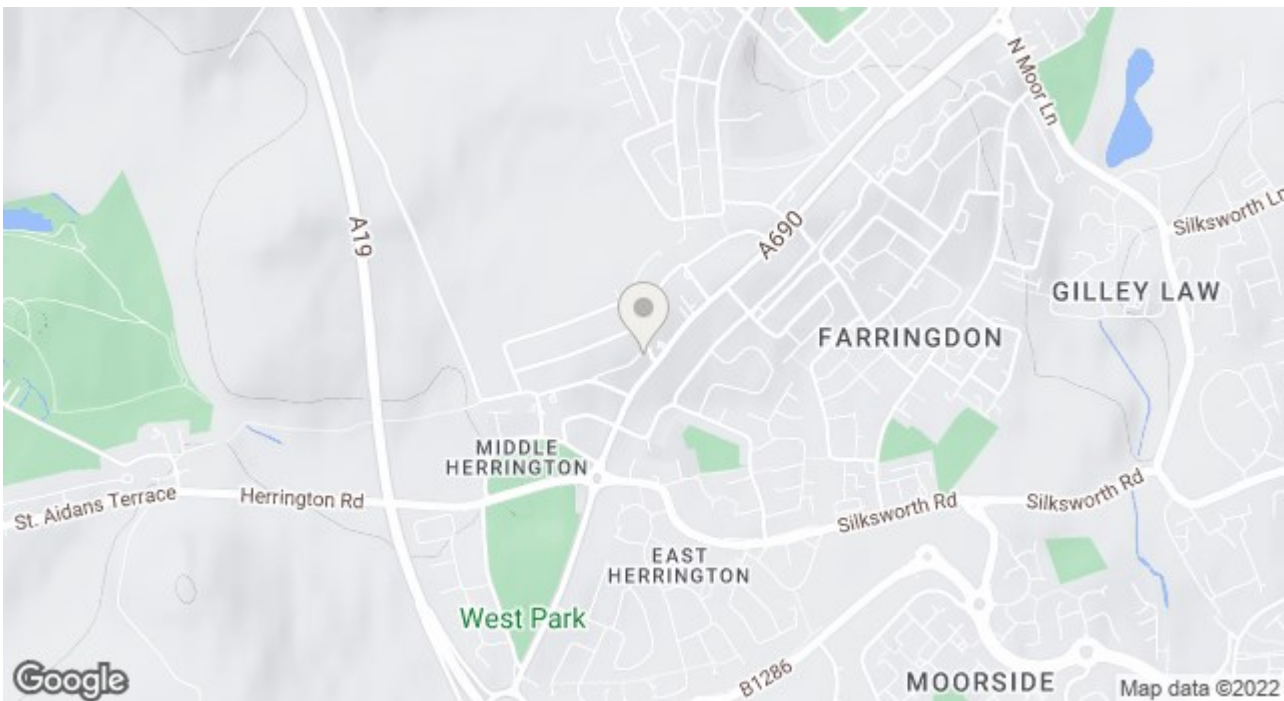 N Moor Ln
Silksworth Ln
A19
A690
GILLEY LAW
FARRINGDON
MIDDLE
HERRINGTON
St. Aidans Terrace
Herrington Rd
Silksworth Rd
Silksworth Rd
EAST
HERRINGTON
West Park
B1286
MOORSIDE
Google
Map data ©2022